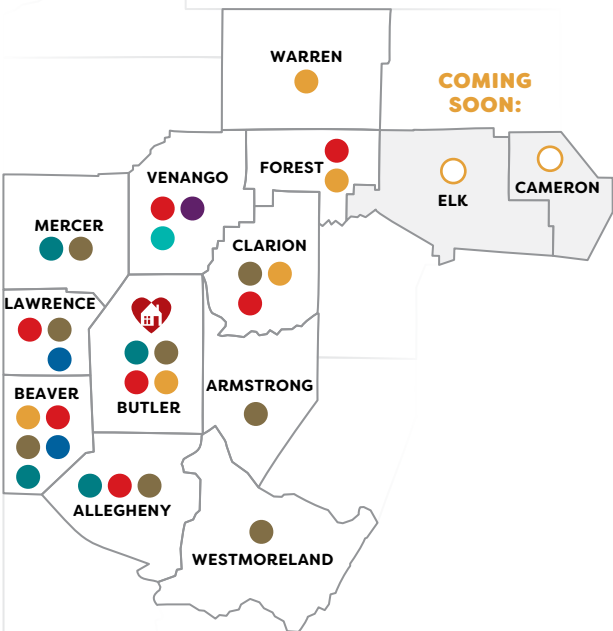 WARREN
COMING
SOON:
FOREST
VENANGO
ELK
CAMERON
MERCER
CLARION
LAWRENCE
ARMSTRONG
BEAVER
BUTLER
ALLEGHENY
WESTMORELAND